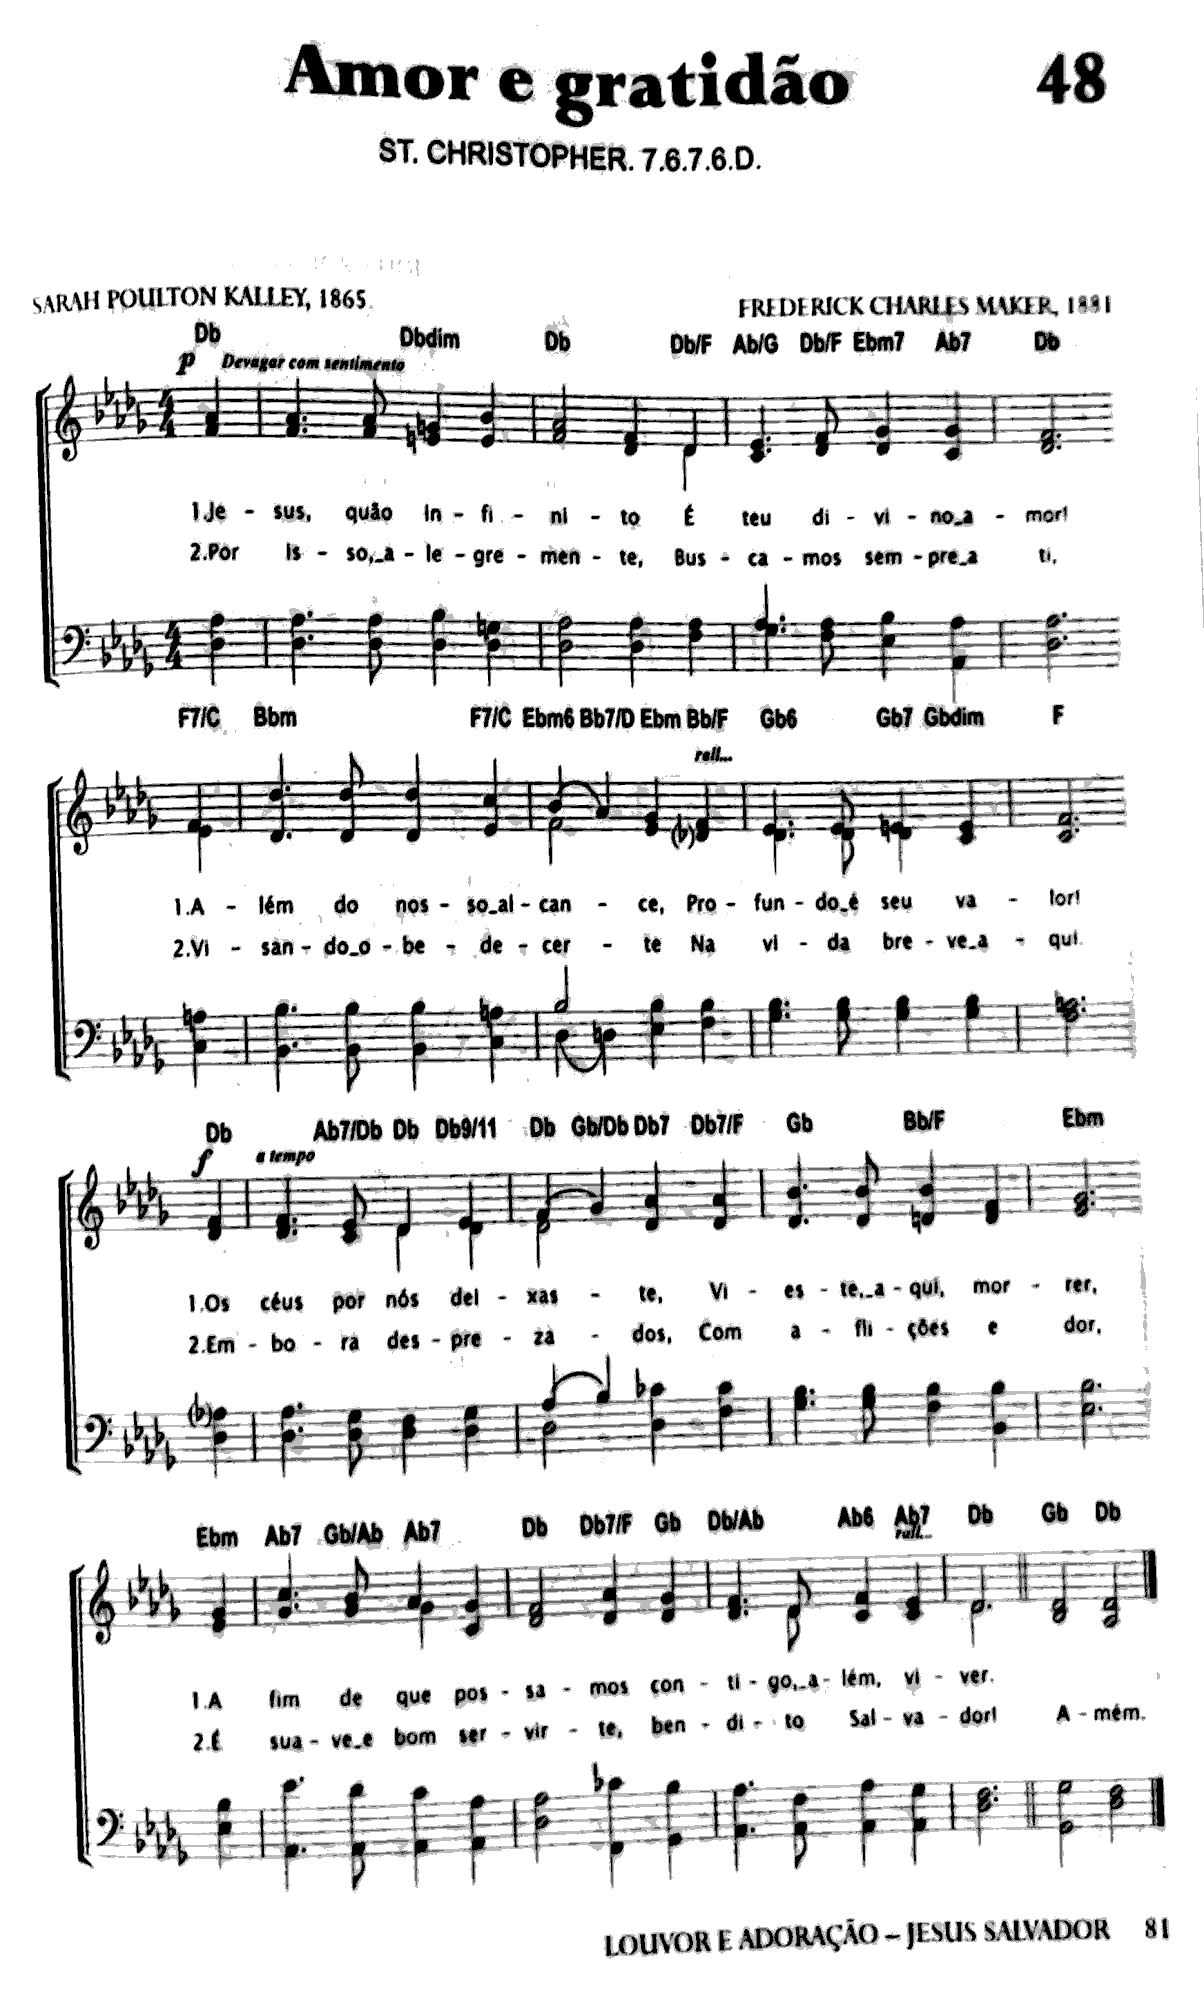 Amor e gratidão 48
ST. CHRISTOPHER. 7.6.7.6.D.
SARAH POULTON KALLEY, 1865.
FREDERICK CHARLES MAKER, 1881
Db Dbdim Db Db/F Ab/G Db/F Ebm7 Ab7 Db
p Devagar com sentimento
1.Je - sus, quão in - fi - ni - to É teu di - vi - no_a - mor!
2.Por is - so,_a - le - gre - men - te, Bus - ca - mos sem - pre_a ti,
F7/C Bbm F7/C Ebm6 Bb7/D Ebm Bb/F Gb6 Gb7 Gbdim F
rall...
1.A - lém do nos - so_al - can - ce, Pro - fun - do_é seu va - lor!
2.Vi - san - do_o - be - de - cer - te Na vi - da bre - ve_a - qui.
Db Ab7/Db Db Db9/11 Db Gb/Db Db7 Db7/F Gb Bb/F Ebm
f a tempo
1.Os céus por nós dei - xas - te, Vi - es - te,_a - qui, mor - rer,
2.Em - bo - ra des - pre - za - dos, Com a - fli - ções e dor,
Ebm Ab7 Gb/Ab Ab7 Db Db7/F Gb Db/Ab Ab6 Ab7 Db Gb Db
rall...
1.A fim de que pos - sa - mos con - ti - go,_a - lém, vi - ver.
2.É sua - ve_e bom ser - vir - te, ben - di - to Sal - va - dor! A - mém.
LOUVOR E ADORAÇÃO – JESUS SALVADOR 81